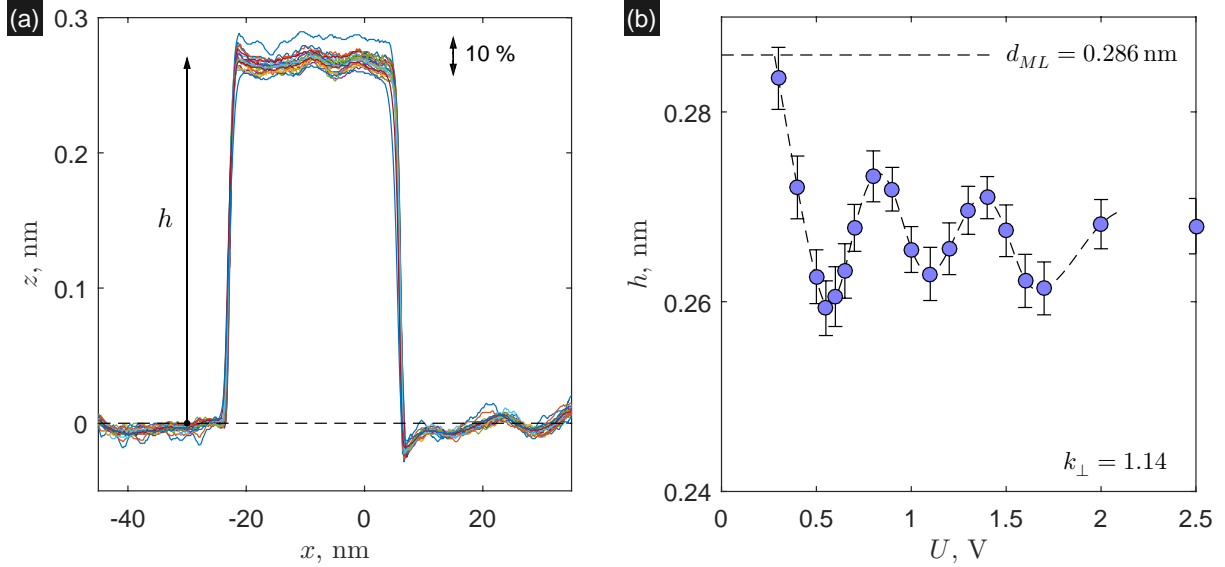 (a)
0.3
0.2
0.1
0
z, nm
h
10 %
-40
-20
0
20
x, nm
(b)
0.28
0.26
0.24
h, nm
d_ML = 0.286 nm
k_⊥ = 1.14
0
0.5
1
1.5
2
2.5
U, V